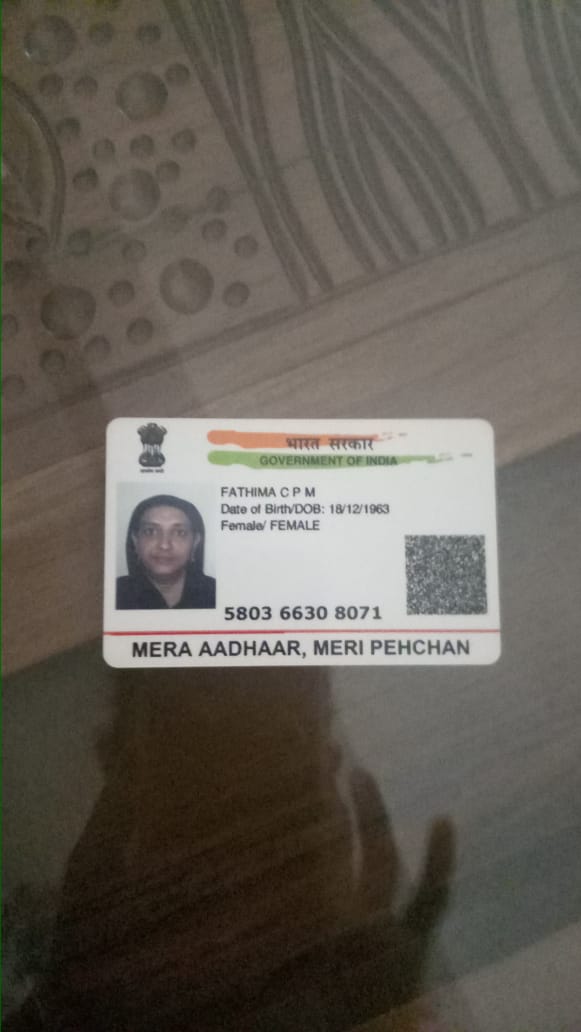 भारत सरकार
GOVERNMENT OF INDIA
FATHIMA C P M
Date of Birth/DOB: 18/12/1963
Female/ FEMALE
5803 6630 8071
MERA AADHAAR, MERI PEHCHAN